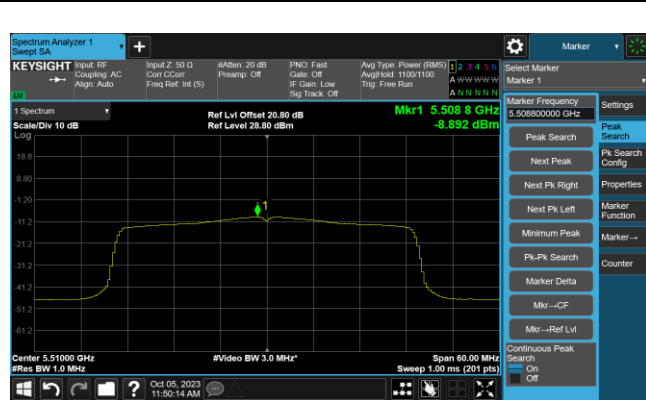 Spectrum Analyzer 1
Swept SA
Marker
KEYSIGHT
Input: RF
Coupling: AC
Align: Auto
Input Z: 50 Ω
Corr CCorr
Freq Ref: Int (S)
#Atten: 20 dB
Preamp: Off
PNO: Fast
Gate: Off
IF Gain: Low
Sig Track: Off
Avg Type: Power (RMS)
Avg|Hold: 1100/1100
Trig: Free Run
1 2 3 4 5 6
A W W W W W
A N N N N N
Select Marker
Marker 1
1 Spectrum
Scale/Div 10 dB
Log
Ref Lvl Offset 20.80 dB
Ref Level 28.80 dBm
Mkr1 5.508 8 GHz
-8.892 dBm
18.8
8.80
-1.20
-11.2
-21.2
-31.2
-41.2
-51.2
-61.2
1
Center 5.51000 GHz
#Res BW 1.0 MHz
#Video BW 3.0 MHz*
Span 60.00 MHz
Sweep 1.00 ms (201 pts)
Marker Frequency
5.508800000 GHz
Peak Search
Next Peak
Next Pk Right
Next Pk Left
Minimum Peak
Pk-Pk Search
Marker Delta
Mkr→CF
Mkr→Ref Lvl
Continuous Peak
Search
On
Off
Settings
Peak
Search
Pk Search
Config
Properties
Marker
Function
Marker→
Counter
Oct 05, 2023
11:50:14 AM